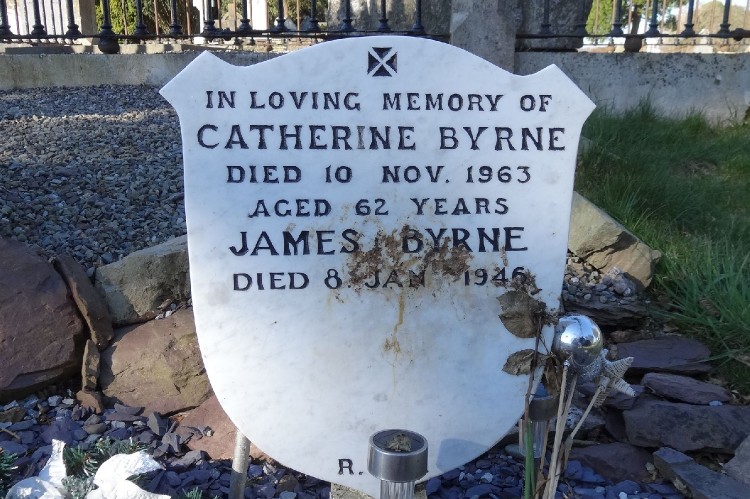 IN LOVING MEMORY OF
CATHERINE BYRNE
DIED 10 NOV. 1963
AGED 62 YEARS
JAMES BYRNE
DIED 8 JAN 1946
R.